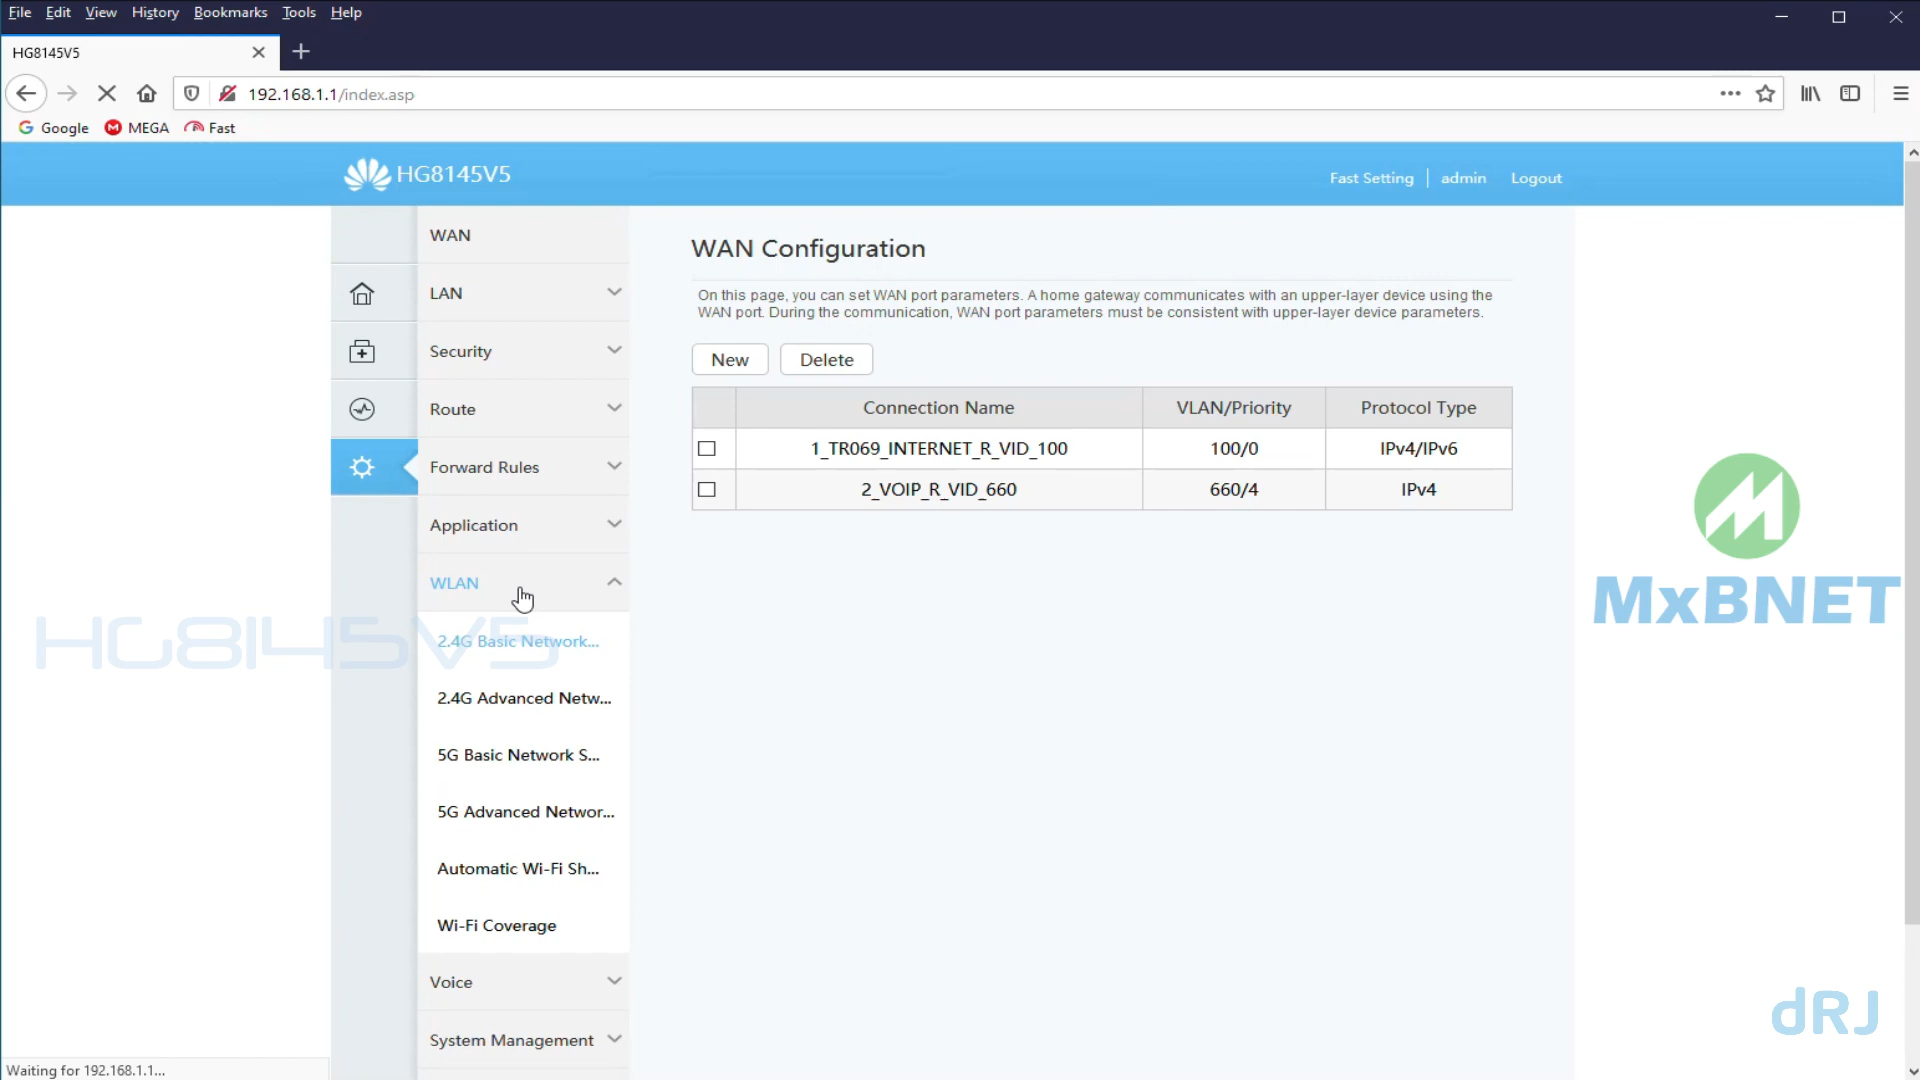 File Edit View History Bookmarks Tools Help
HG8145V5
192.168.1.1/index.asp
Google MEGA Fast
HG8145V5
Fast Setting admin Logout
WAN
LAN
Security
Route
Forward Rules
Application
WLAN
2.4G Basic Network...
2.4G Advanced Netw...
5G Basic Network S...
5G Advanced Networ...
Automatic Wi-Fi Sh...
Wi-Fi Coverage
Voice
System Management
WAN Configuration
On this page, you can set WAN port parameters. A home gateway communicates with an upper-layer device using the
WAN port. During the communication, WAN port parameters must be consistent with upper-layer device parameters.
New Delete
Connection Name VLAN/Priority Protocol Type
1_TR069_INTERNET_R_VID_100 100/0 IPv4/IPv6
2_VOIP_R_VID_660 660/4 IPv4
HG8145V5
MxBNET
dRJ
Waiting for 192.168.1.1...